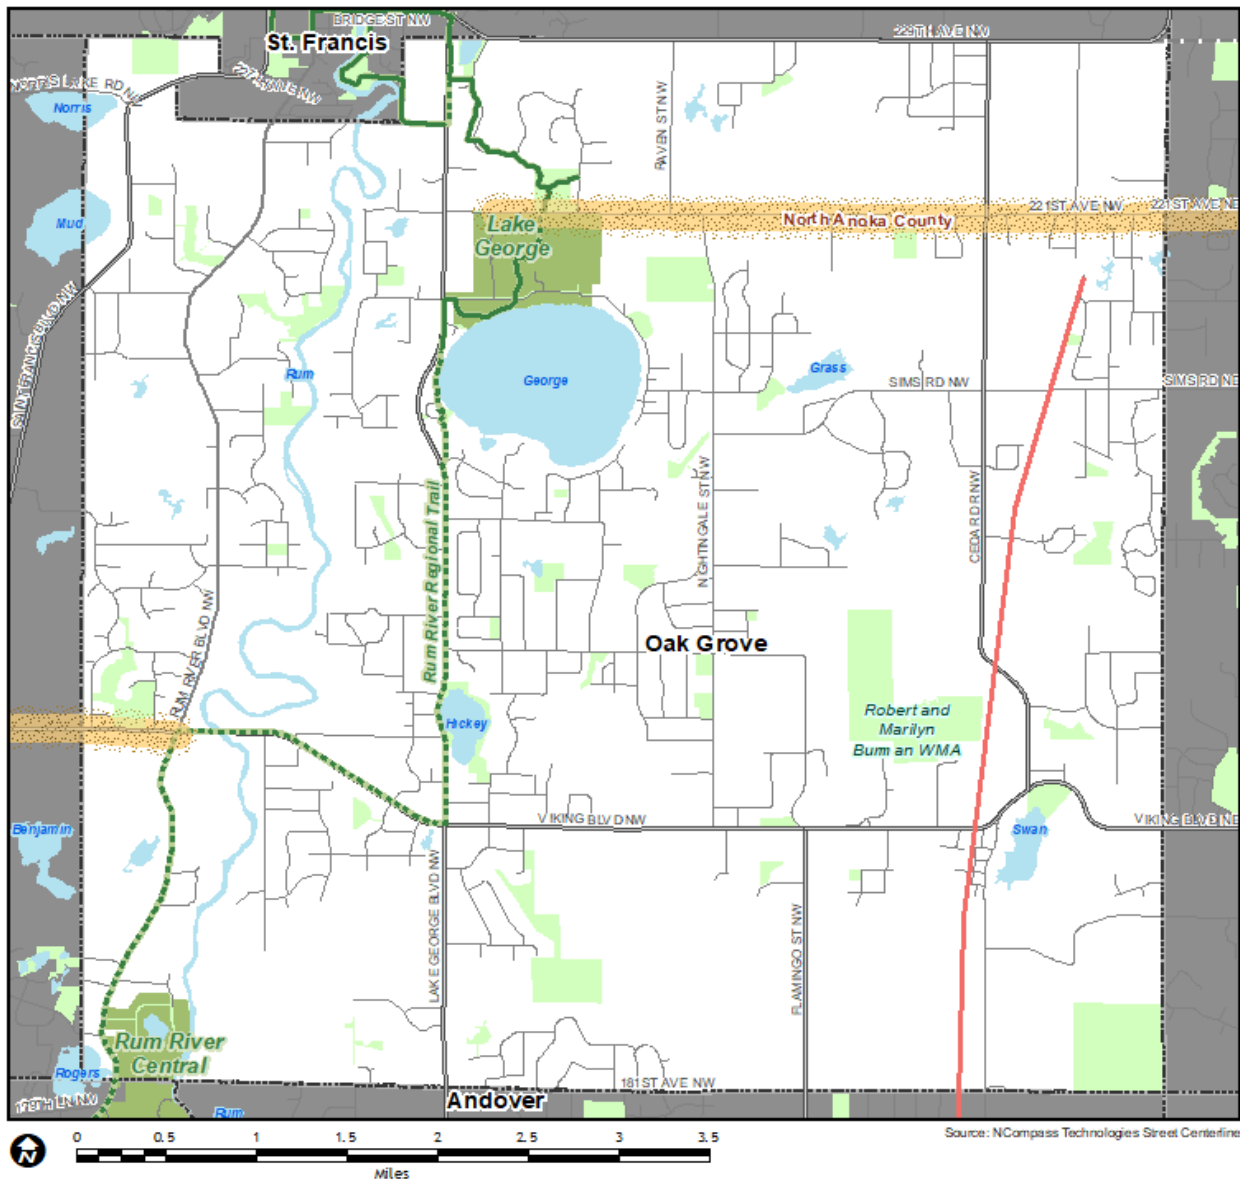 BRIDGE ST NW
229TH AVE NW
St. Francis
227TH AVE NW
NORRIS LAKE RD N
Norris
RAVEN ST NW
Mud
221ST AVE NW
221ST AVE NE
North Anoka County
Lake
George
SAINT FRANCIS BLVD NW
Rum
George
Grass
SIMS RD NW
SIMS RD NE
NIGHTNGALE ST NW
CEDAR DR NW
Rum River Regional Trail
RUM RIVER BLVD NW
Oak Grove
Hickey
Robert and
Marilyn
Burman WMA
VIKING BLVD NW
VIKING BLVD NE
Benjamin
Swan
LAKE GEORGE BLVD NW
FLAMINGO ST NW
Rum River
Central
Rogers
181ST AVE NW
179TH LN NW
Andover
Rum
N
0 0.5 1 1.5 2 2.5 3 3.5
Miles
Source: NCompass Technologies Street Centerline